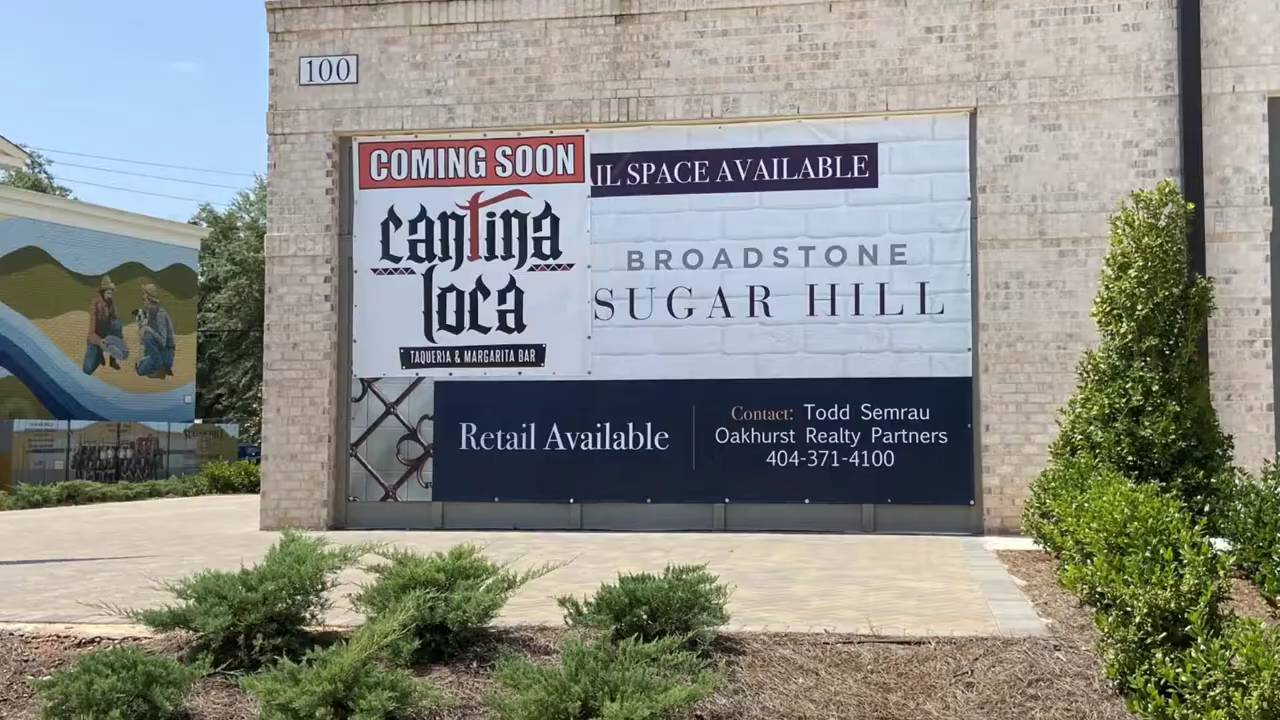 100
COMING SOON
cantina
loca
TAQUERIA & MARGARITA BAR
IL SPACE AVAILABLE
BROADSTONE
SUGAR HILL
Retail Available
Contact: Todd Semrau
Oakhurst Realty Partners
404-371-4100